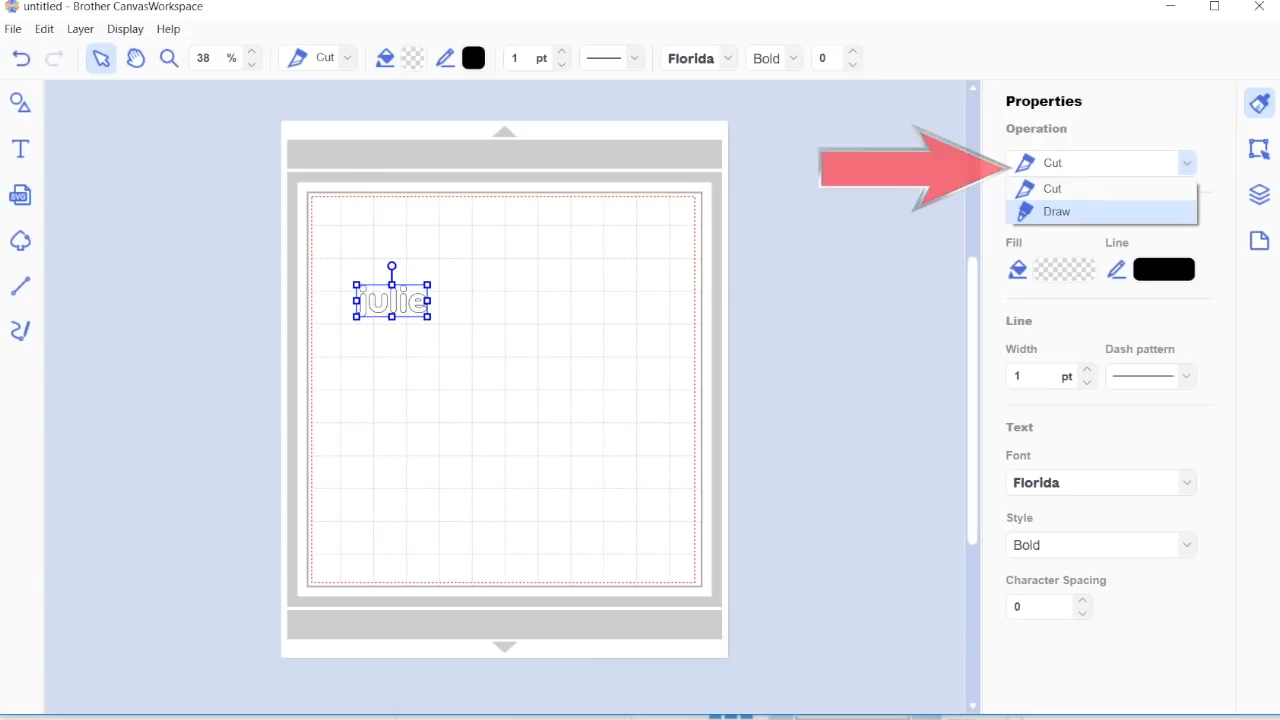 untitled - Brother CanvasWorkspace
File Edit Layer Display Help
38 % Cut 1 pt Florida Bold 0
Properties
Operation
Cut
Cut
Draw
Fill Line
julie
Line
Width Dash pattern
1 pt
Text
Font
Florida
Style
Bold
Character Spacing
0
T
SVG